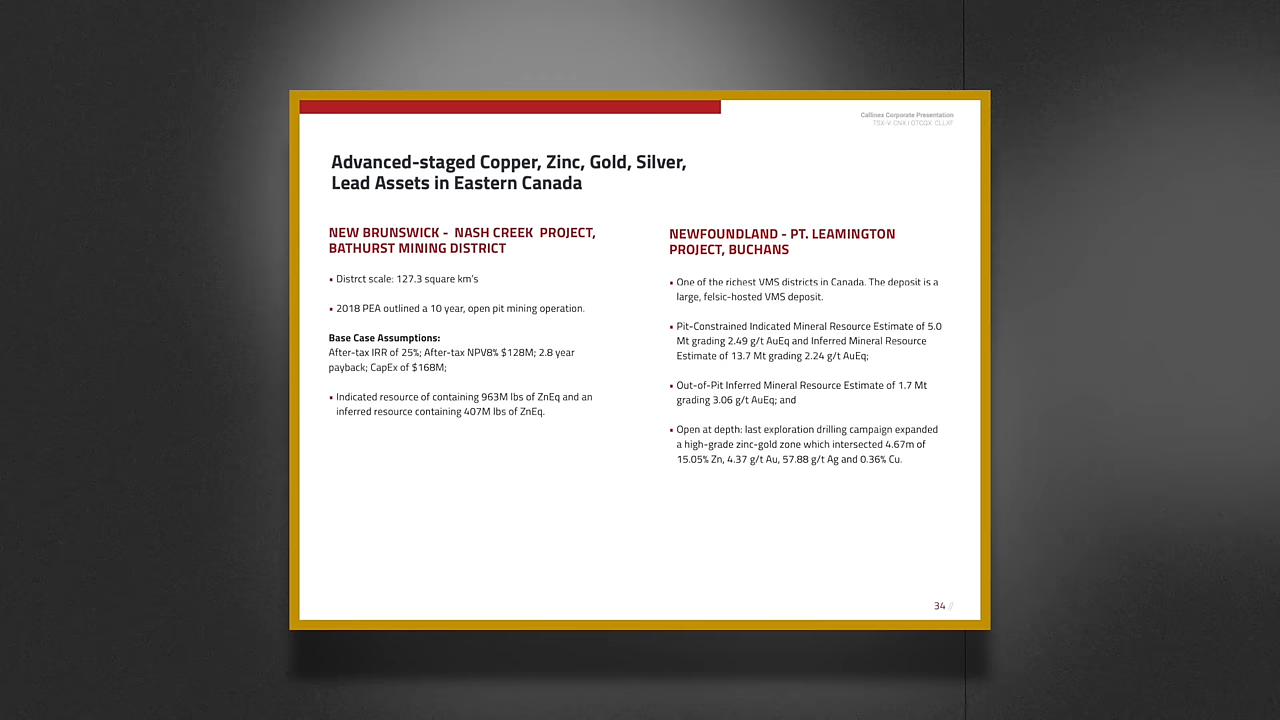 Callinex Corporate Presentation
TSX-V: CNX I OTCQX: CLLXF
Advanced-staged Copper, Zinc, Gold, Silver,
Lead Assets in Eastern Canada
NEW BRUNSWICK - NASH CREEK PROJECT,
BATHURST MINING DISTRICT
▪ Distrct scale: 127.3 square km's
▪ 2018 PEA outlined a 10 year, open pit mining operation.
Base Case Assumptions:
After-tax IRR of 25%; After-tax NPV8% $128M; 2.8 year
payback; CapEx of $168M;
▪ Indicated resource of containing 963M lbs of ZnEq and an
inferred resource containing 407M lbs of ZnEq.
NEWFOUNDLAND - PT. LEAMINGTON
PROJECT, BUCHANS
▪ One of the richest VMS districts in Canada. The deposit is a
large, felsic-hosted VMS deposit.
▪ Pit-Constrained Indicated Mineral Resource Estimate of 5.0
Mt grading 2.49 g/t AuEq and Inferred Mineral Resource
Estimate of 13.7 Mt grading 2.24 g/t AuEq;
▪ Out-of-Pit Inferred Mineral Resource Estimate of 1.7 Mt
grading 3.06 g/t AuEq; and
▪ Open at depth: last exploration drilling campaign expanded
a high-grade zinc-gold zone which intersected 4.67m of
15.05% Zn, 4.37 g/t Au, 57.88 g/t Ag and 0.36% Cu.
34 //